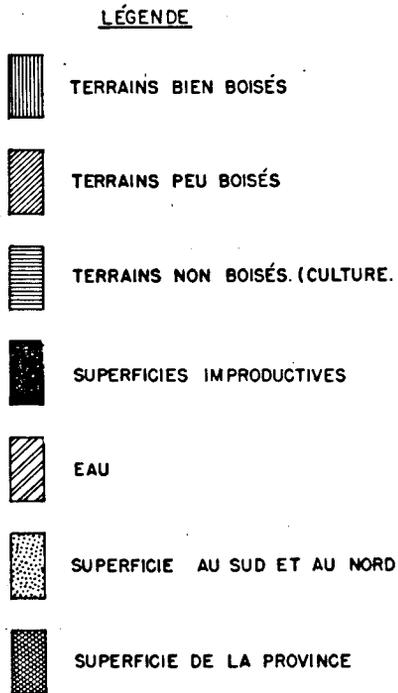 LÉGENDE
TERRAINS BIEN BOISÉS
TERRAINS PEU BOISÉS
TERRAINS NON BOISÉS. (CULTURE.
SUPERFICIES IMPRODUCTIVES
EAU
SUPERFICIE AU SUD ET AU NORD
SUPERFICIE DE LA PROVINCE